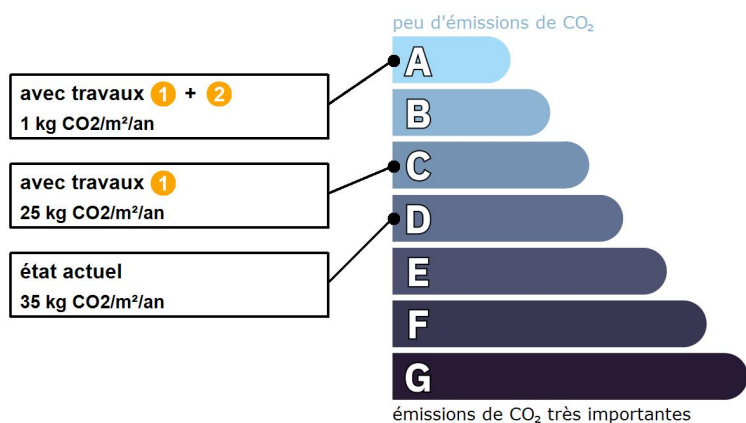 peu d'émissions de CO₂
A
avec travaux 1 + 2
1 kg CO2/m²/an
B
avec travaux 1
25 kg CO2/m²/an
C
D
état actuel
35 kg CO2/m²/an
E
F
G
émissions de CO₂ très importantes